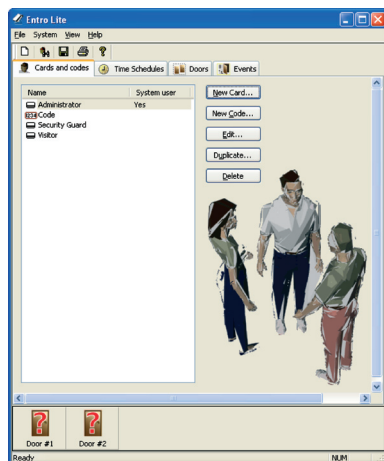 Entro Lite
File System View Help
Cards and codes Time Schedules Doors Events
Name System user
Administrator Yes
1234 Code
Security Guard
Visitor
New Card...
New Code...
Edit...
Duplicate...
Delete
Door #1 Door #2
Ready NUM